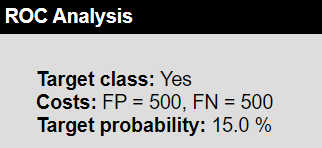 ROC Analysis
Target class: Yes
Costs: FP = 500, FN = 500
Target probability: 15.0 %